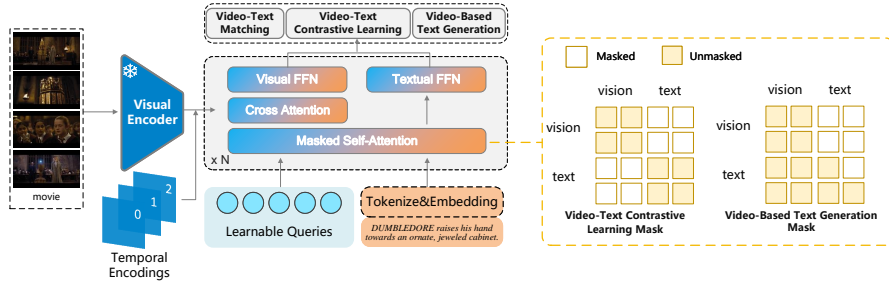 Video-Text
Matching
Video-Text
Contrastive Learning
Video-Based
Text Generation
Visual FFN
Textual FFN
Cross Attention
Masked Self-Attention
x N
Visual
Encoder
movie
0
1
2
Temporal
Encodings
Learnable Queries
Tokenize&Embedding
DUMBLEDORE raises his hand
towards an ornate, jeweled cabinet.
Masked
Unmasked
vision
text
vision
text
Video-Text Contrastive
Learning Mask
vision
text
vision
text
Video-Based Text Generation
Mask